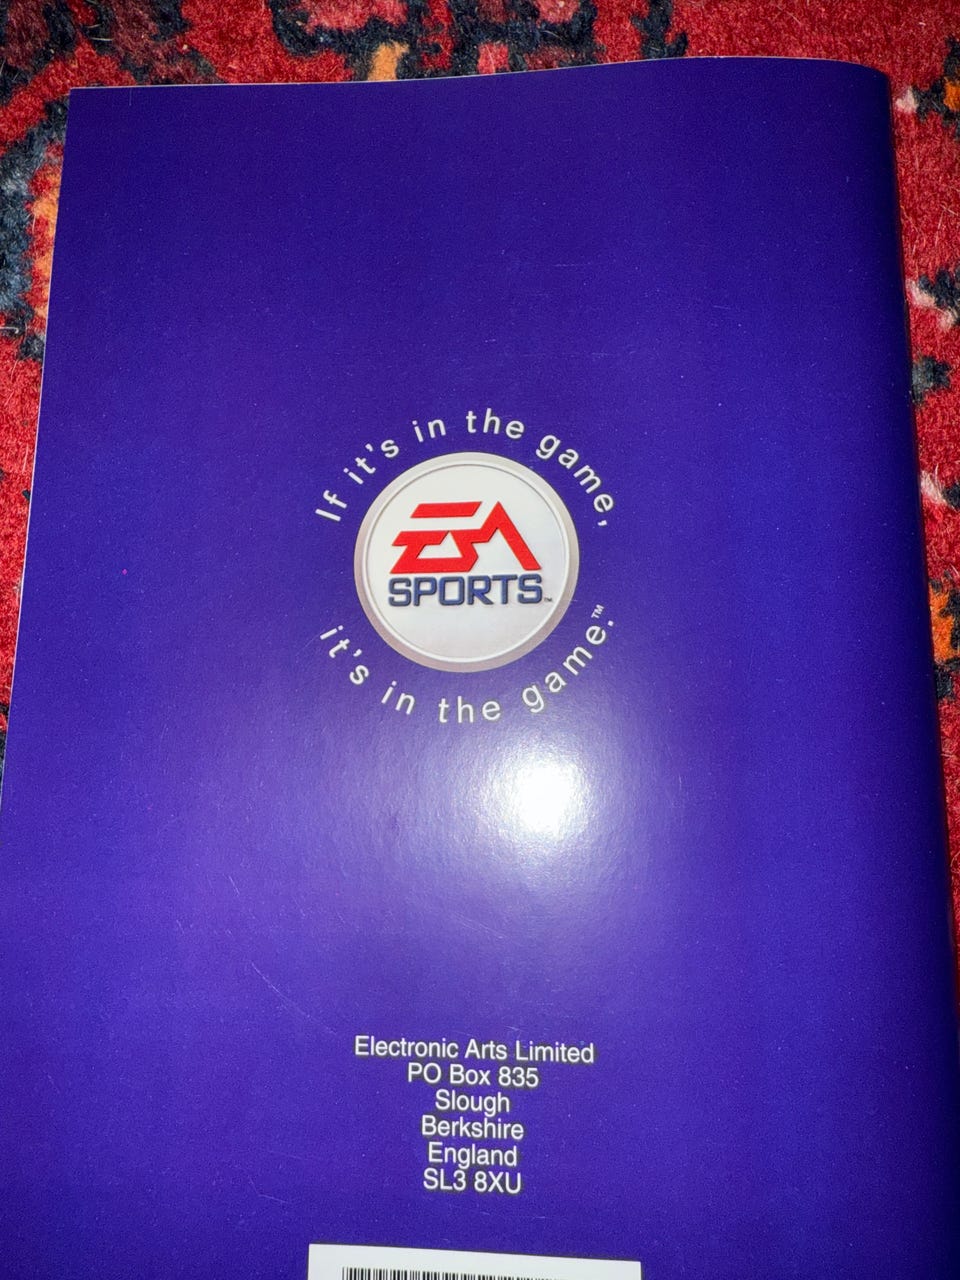 If it's in the game,
EA
SPORTS™
it's in the game.™
Electronic Arts Limited
PO Box 835
Slough
Berkshire
England
SL3 8XU